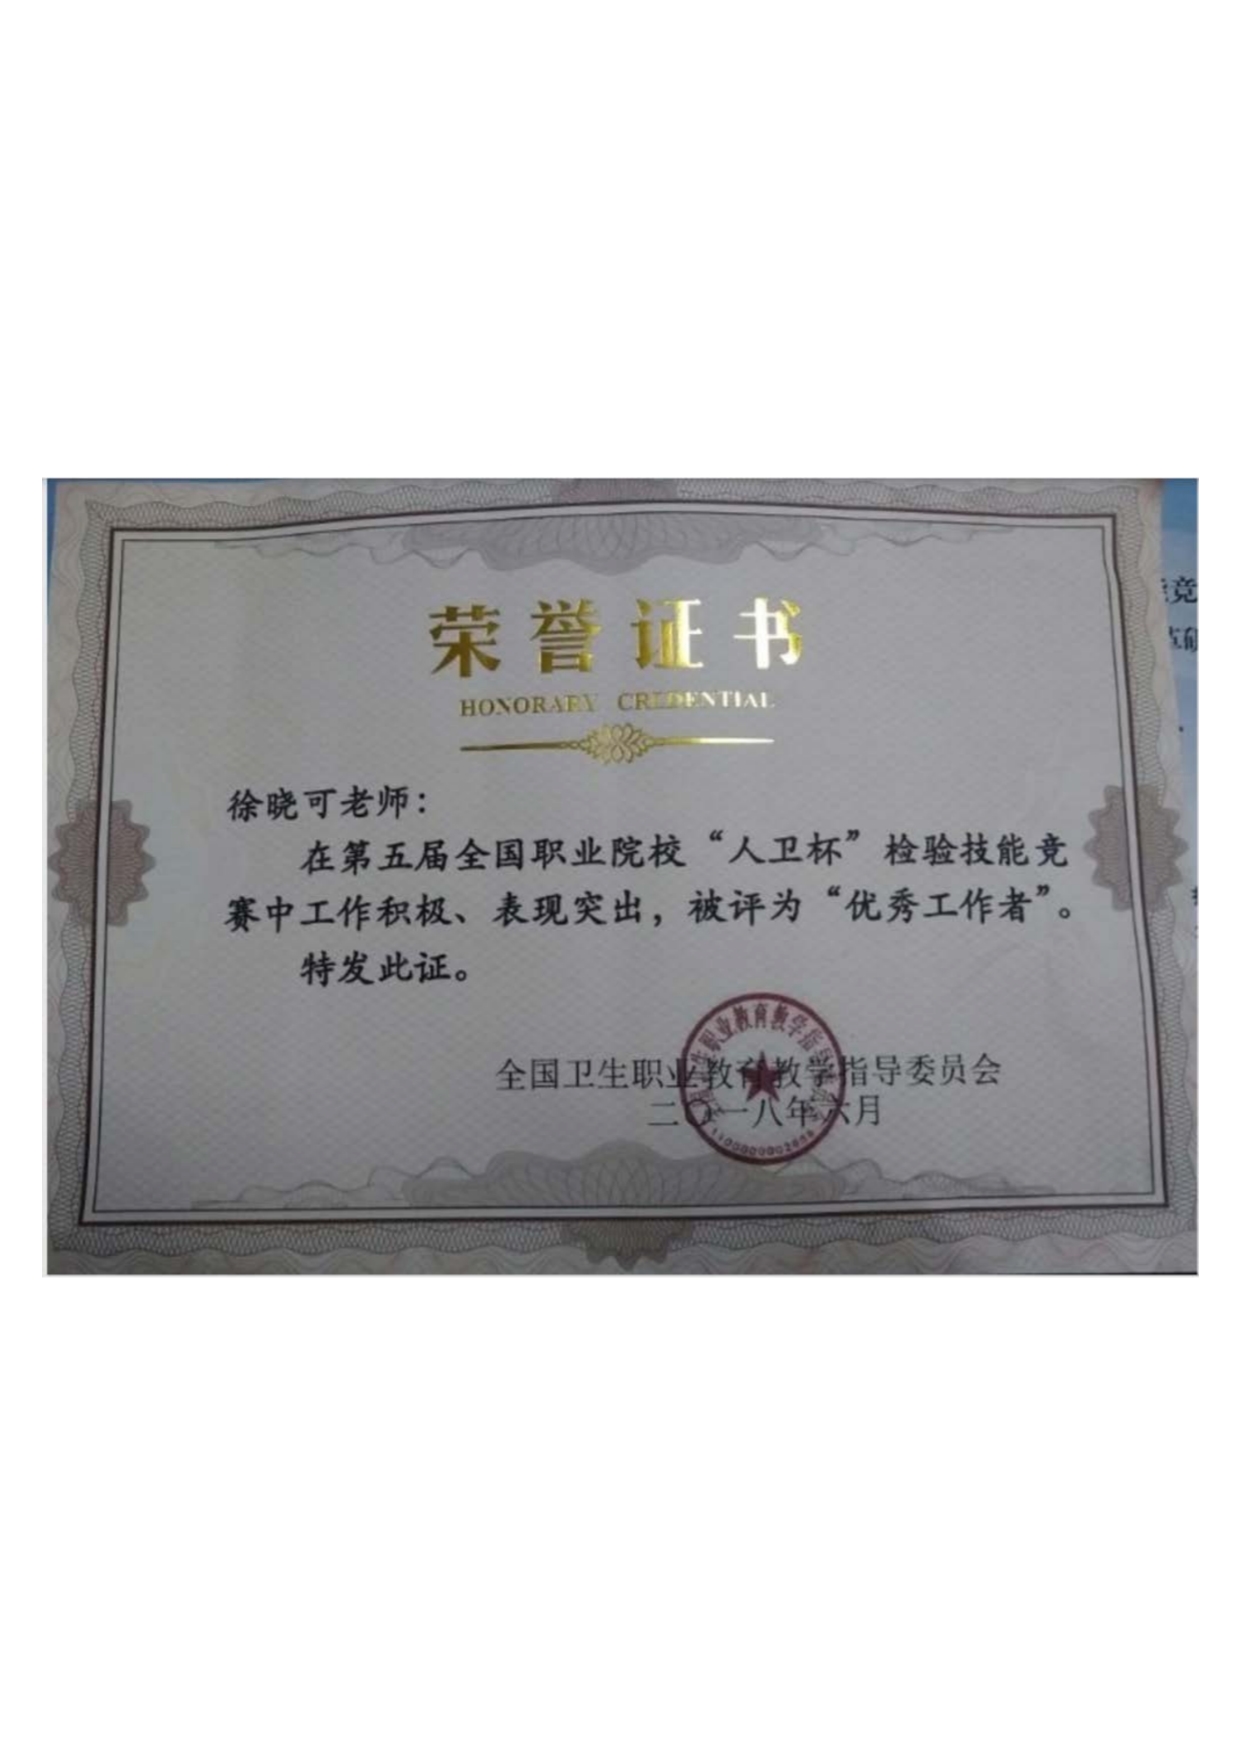 荣誉证书
HONORARY CREDENTIAL
徐晓可老师：
在第五届全国职业院校“人卫杯”检验技能竞
赛中工作积极、表现突出，被评为“优秀工作者”。
特发此证。
全国卫生职业教育教学指导委员会
二〇一八年六月